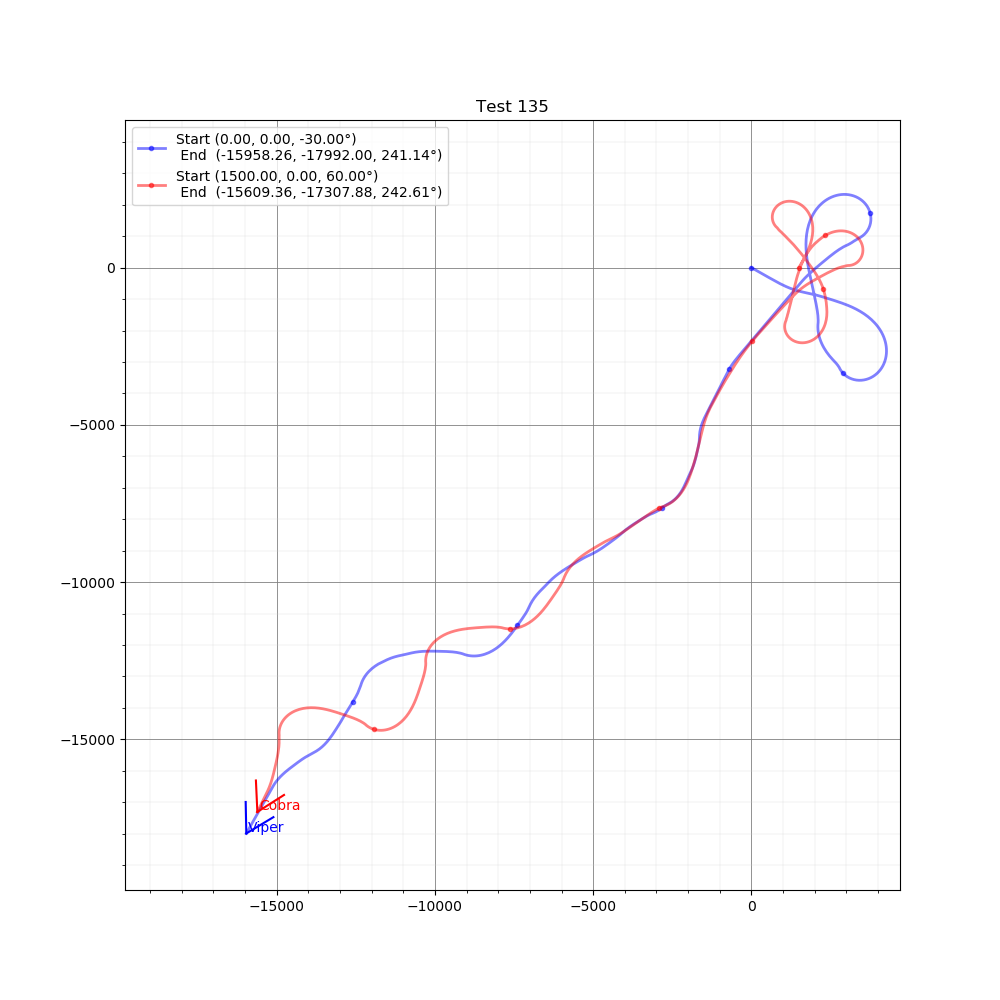 Test 135
Start (0.00, 0.00, -30.00°)
End (-15958.26, -17992.00, 241.14°)
Start (1500.00, 0.00, 60.00°)
End (-15609.36, -17307.88, 242.61°)
0
−5000
−10000
−15000
Cobra
Viper
−15000 −10000 −5000 0